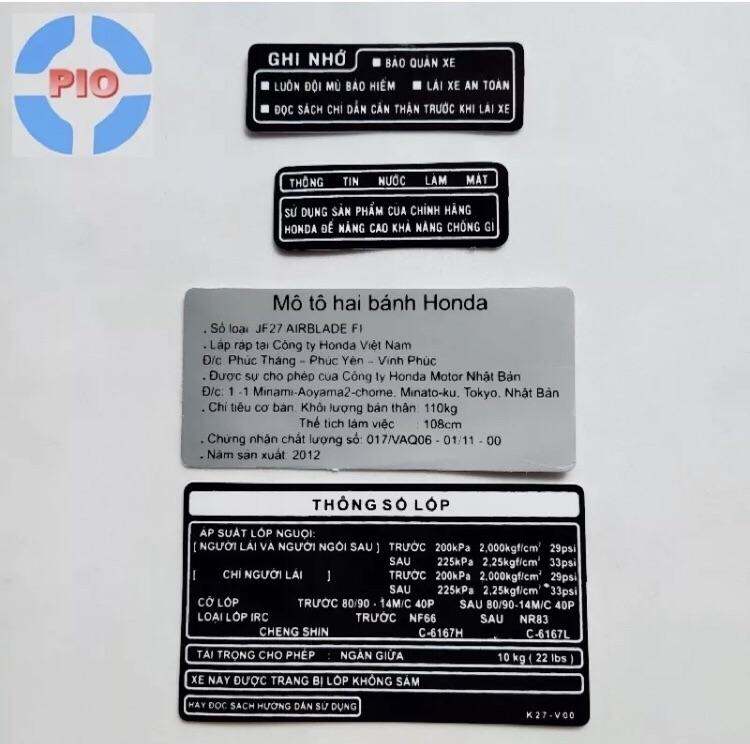 PIO
GHI NHỚ ■ BẢO QUẢN XE
■ LUÔN ĐỘI MŨ BẢO HIỂM ■ LÁI XE AN TOÀN
■ ĐỌC SÁCH CHỈ DẪN CẨN THẬN TRƯỚC KHI LÁI XE
THÔNG TIN NƯỚC LÀM MÁT
SỬ DỤNG SẢN PHẨM CỦA CHÍNH HÃNG
HONDA ĐỂ NÂNG CAO KHẢ NĂNG CHỐNG GỈ
Mô tô hai bánh Honda
. Số loại JF27 AIRBLADE FI
. Lắp ráp tại Công ty Honda Việt Nam
Đ/c Phúc Thắng – Phúc Yên – Vĩnh Phúc
. Được sự cho phép của Công ty Honda Motor Nhật Bản
Đ/c: 1 -1 Minami-Aoyama2-chome, Minato-ku, Tokyo, Nhật Bản
. Chỉ tiêu cơ bản. Khối lượng bản thân: 110kg
Thể tích làm việc : 108cm
. Chứng nhận chất lượng số: 017/VAQ06 - 01/11 - 00
. Năm sản xuất: 2012
THÔNG SỐ LỐP
ÁP SUẤT LỐP NGUỘI:
[ NGƯỜI LÁI VÀ NGƯỜI NGỒI SAU ] TRƯỚC 200kPa 2,000kgf/cm² 29psi
SAU 225kPa 2,25kgf/cm² 33psi
[ CHỈ NGƯỜI LÁI ] TRƯỚC 200kPa 2,000kgf/cm² 29psi
SAU 225kPa 2,25kgf/cm² 33psi
CỠ LỐP TRƯỚC 80/90 - 14M/C 40P SAU 80/90-14M/C 40P
LOẠI LỐP IRC TRƯỚC NF66 SAU NR83
CHENG SHIN C-6167H C-6167L
TẢI TRỌNG CHO PHÉP : NGĂN GIỮA 10 kg ( 22 lbs )
XE NÀY ĐƯỢC TRANG BỊ LỐP KHÔNG SĂM
HÃY ĐỌC SÁCH HƯỚNG DẪN SỬ DỤNG
K27-V00